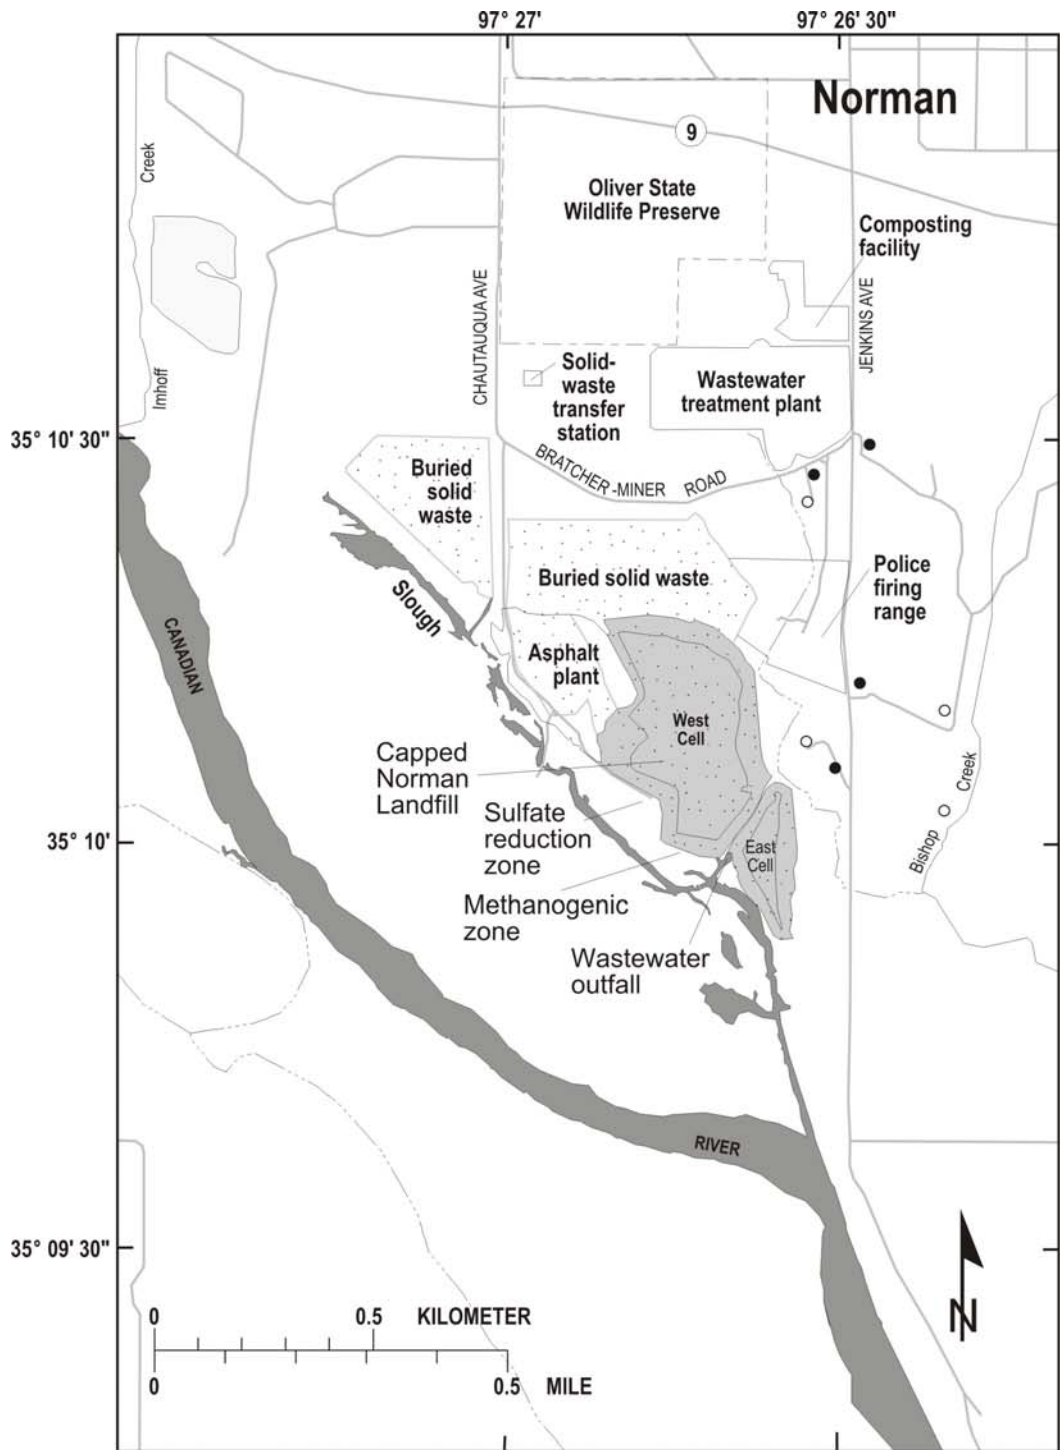 97° 27'
97° 26' 30"
Norman
9
Creek
Oliver State
Wildlife Preserve
Composting
facility
CHAUTAUQUA AVE
JENKINS AVE
Imhoff
Solid-
waste
transfer
station
Wastewater
treatment plant
35° 10' 30"
BRATCHER-MINER ROAD
Buried
solid
waste
Buried solid waste
Police
firing
range
Slough
CANADIAN
Asphalt
plant
West
Cell
Capped
Norman
Landfill
Sulfate
reduction
zone
Creek
Bishop
35° 10'
East
Cell
Methanogenic
zone
Wastewater
outfall
RIVER
35° 09' 30"
N
0 0.5 KILOMETER
0 0.5 MILE